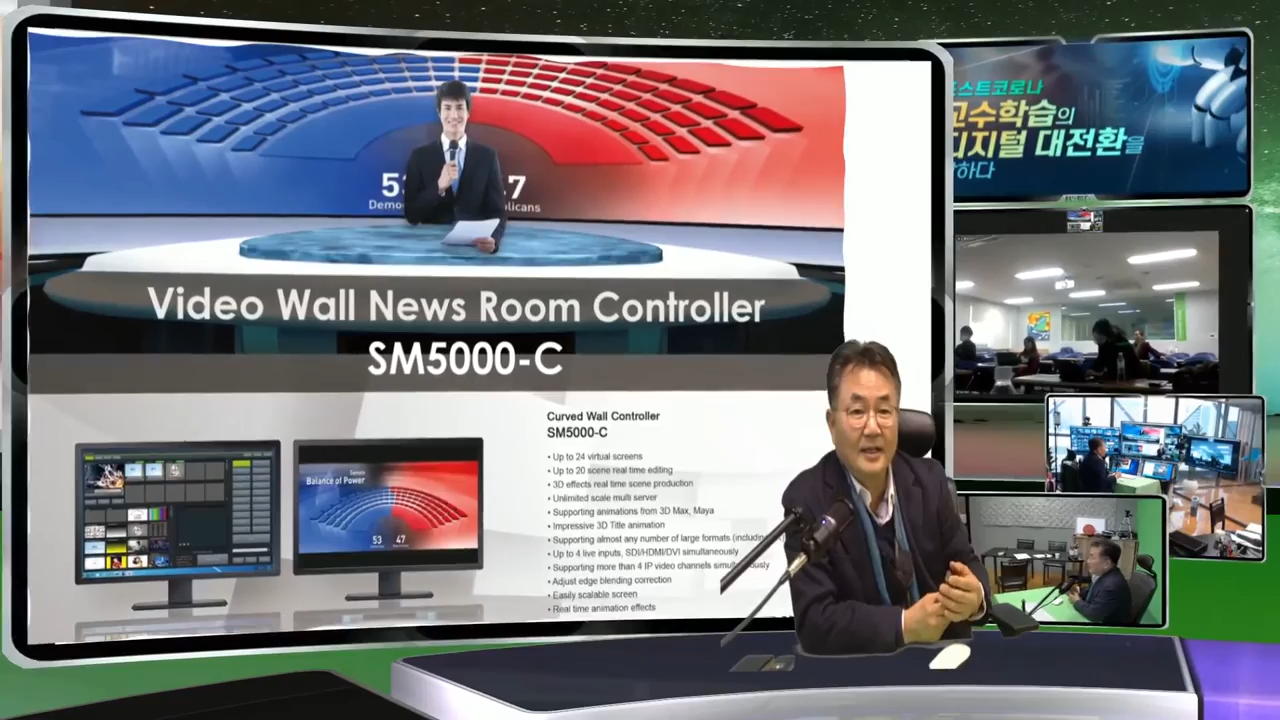 53
47
Video Wall News Room Controller
SM5000-C
Curved Wall Controller
SM5000-C
• Up to 24 virtual screens
• Up to 20 scene real time editing
• 3D effects real time scene production
• Unlimited scale multi server
• Supporting animations from 3D Max, Maya
• Impressive 3D Title animation
• Supporting almost any number of large formats
• Up to 4 live inputs, SDI/HDMI/DVI simultaneously
• Supporting more than 4 IP video channels
• Adjust edge blending correction
• Easily scalable screen
• Real time animation effects
Senate
Balance of Power
53 47
포스트코로나
교수학습의
디지털 대전환을